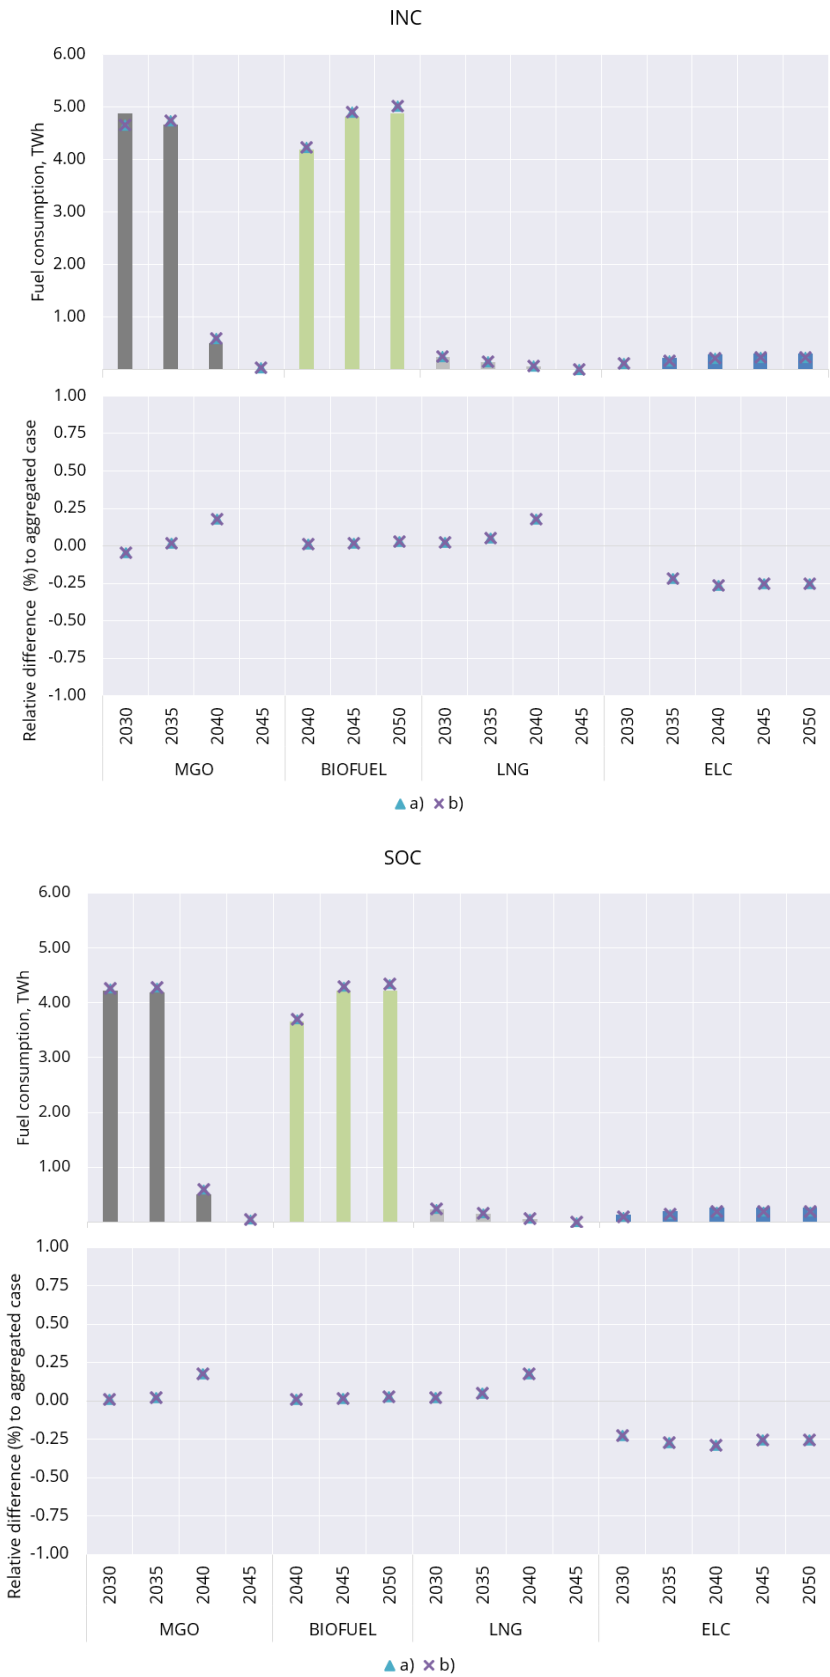 INC
Fuel consumption, TWh
6.00
5.00
4.00
3.00
2.00
1.00
Relative difference (%) to aggregated case
1.00
0.75
0.50
0.25
0.00
-0.25
-0.50
-0.75
-1.00
2030 2035 2040 2045 2040 2045 2050 2030 2035 2040 2045 2030 2035 2040 2045 2050
MGO BIOFUEL LNG ELC
a) b)
SOC
Fuel consumption, TWh
6.00
5.00
4.00
3.00
2.00
1.00
Relative difference (%) to aggregated case
1.00
0.75
0.50
0.25
0.00
-0.25
-0.50
-0.75
-1.00
2030 2035 2040 2045 2040 2045 2050 2030 2035 2040 2045 2030 2035 2040 2045 2050
MGO BIOFUEL LNG ELC
a) b)